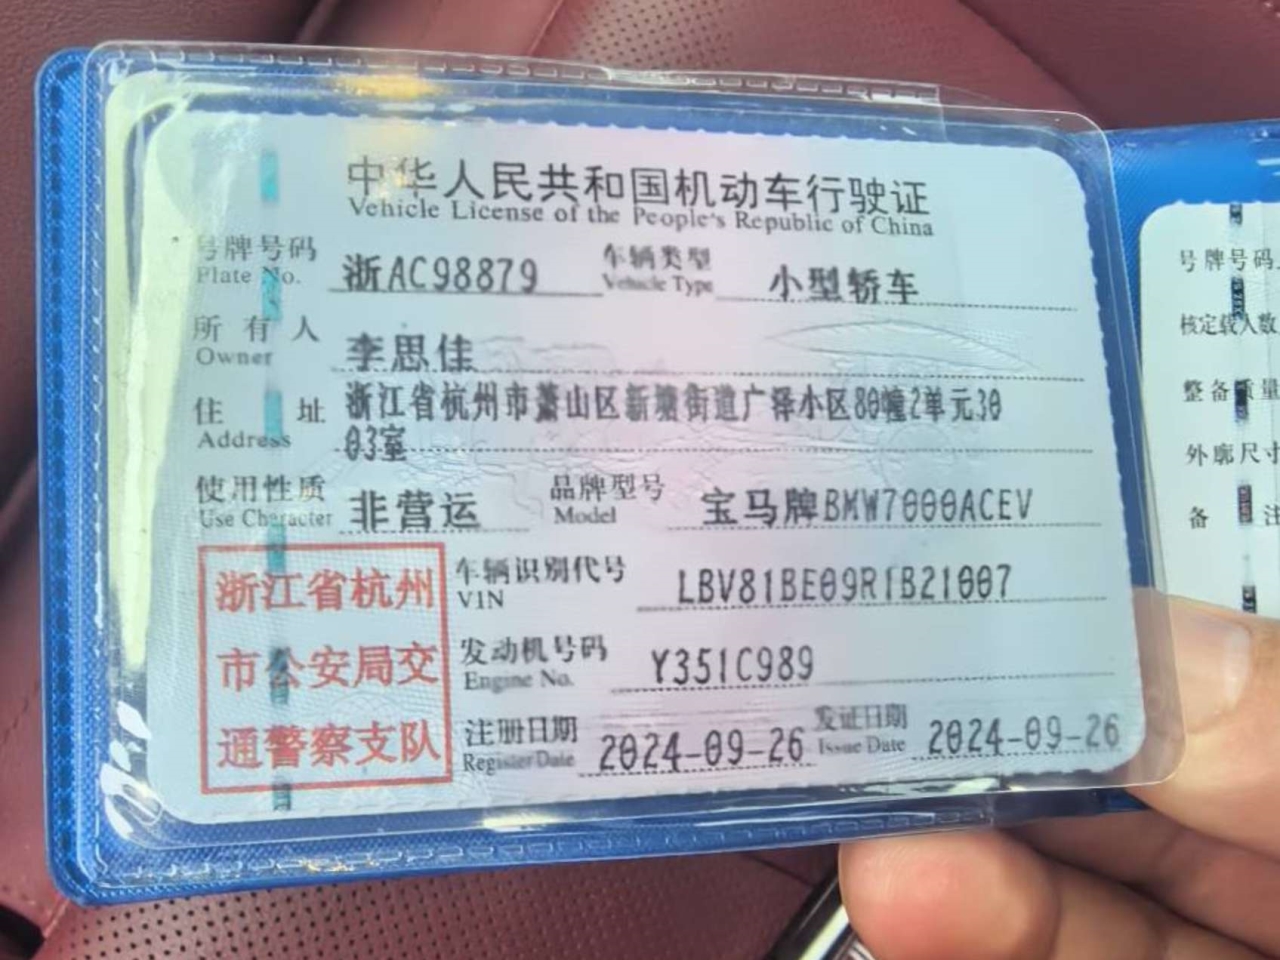 中华人民共和国机动车行驶证
Vehicle License of the People's Republic of China
号牌号码 浙AC98879 车辆类型 小型轿车
Plate No. Vehicle Type
所有人 李思佳
Owner
住址 浙江省杭州市萧山区新塘街道广泽小区80幢2单元30
Address 03室
使用性质 非营运 品牌型号 宝马牌BMW7000ACEV
Use Character Model
浙江省杭州
市公安局交
通警察支队
车辆识别代号 LBV81BE09R1B21007
VIN
发动机号码 Y351C989
Engine No.
注册日期 2024-09-26 发证日期 2024-09-26
Register Date Issue Date
号牌号码
核定载人数
整备质量
外廓尺寸
备注